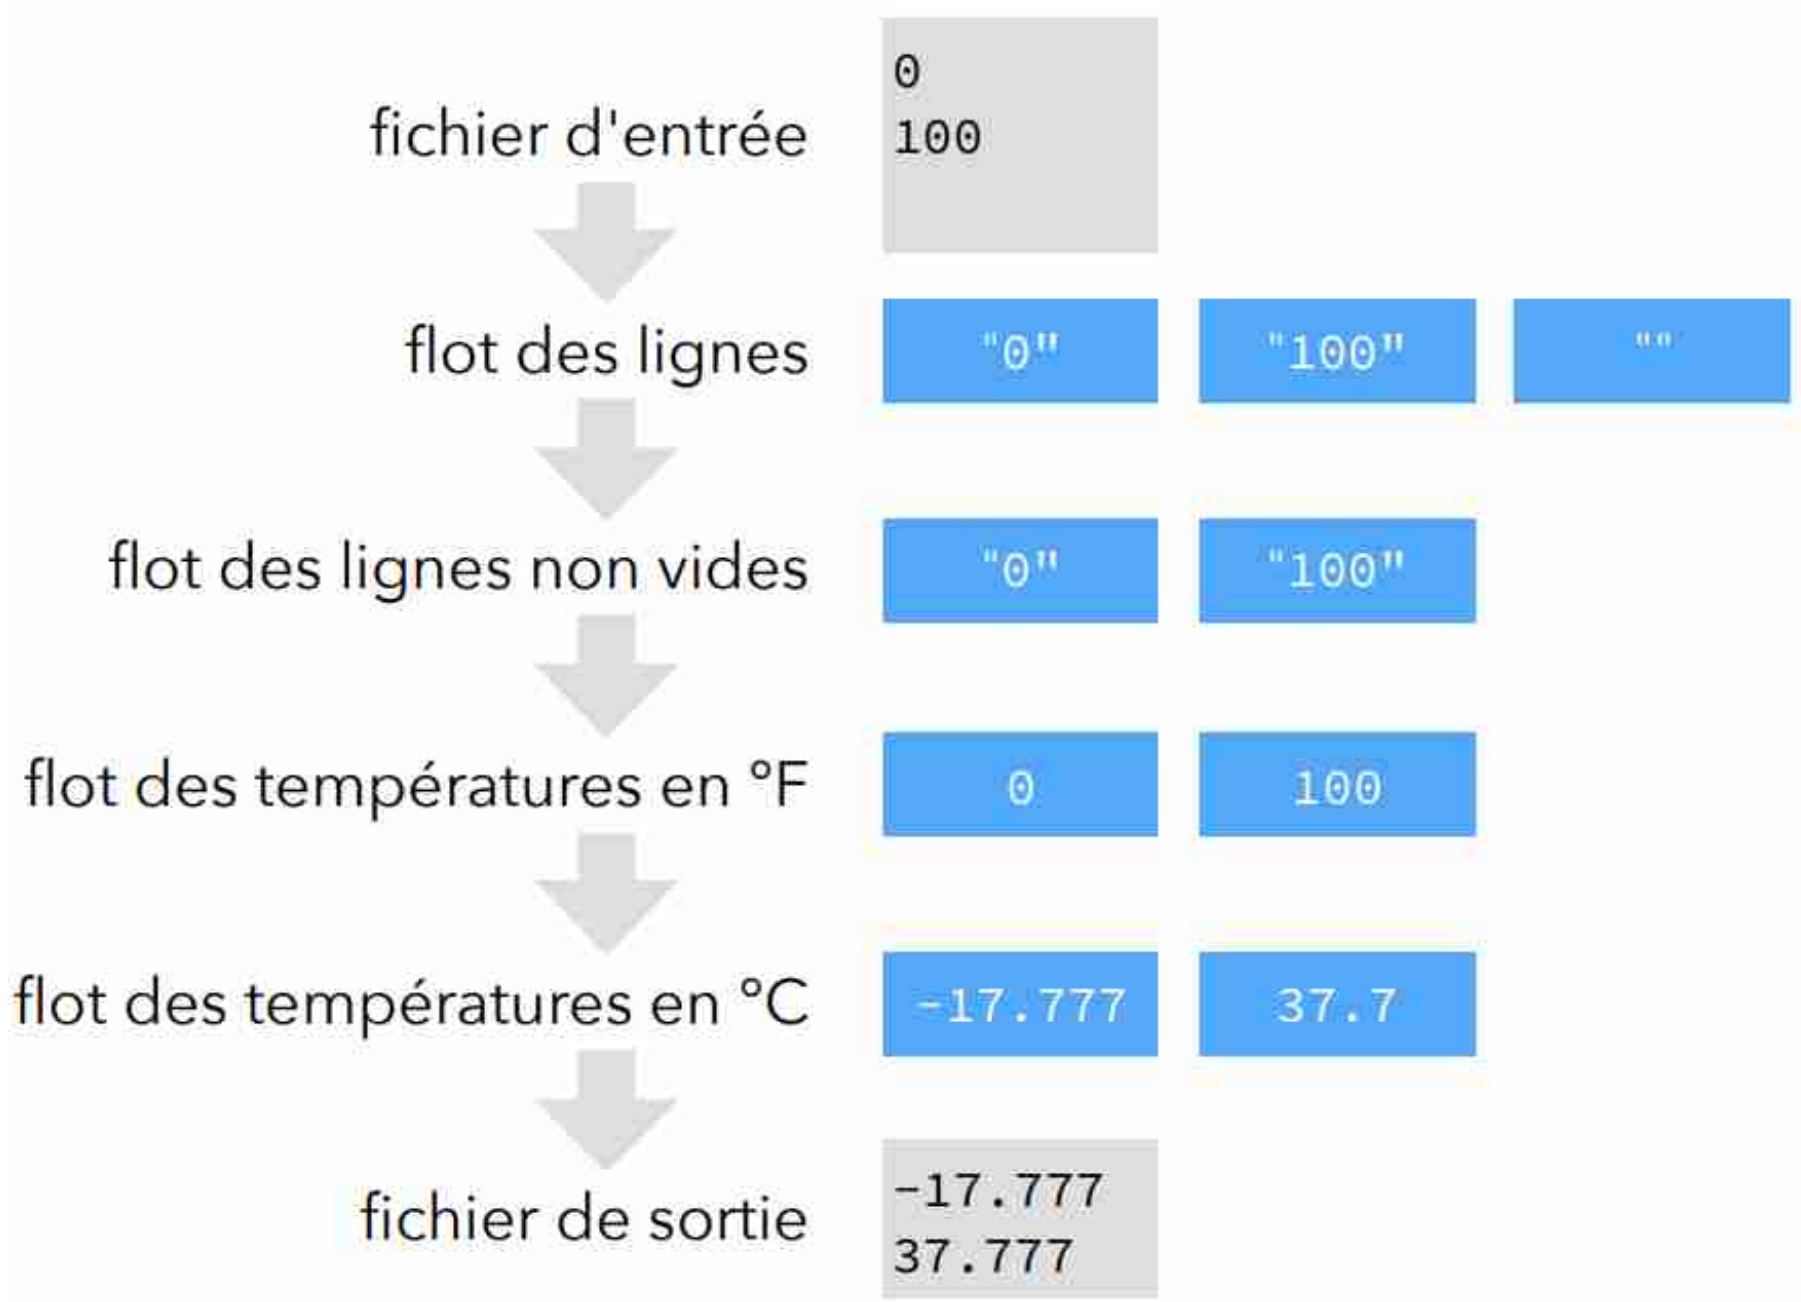 0
fichier d'entrée
100
flot des lignes "0" "100" ""
flot des lignes non vides "0" "100"
flot des températures en °F 0 100
flot des températures en °C -17.777 37.7
-17.777
fichier de sortie
37.777